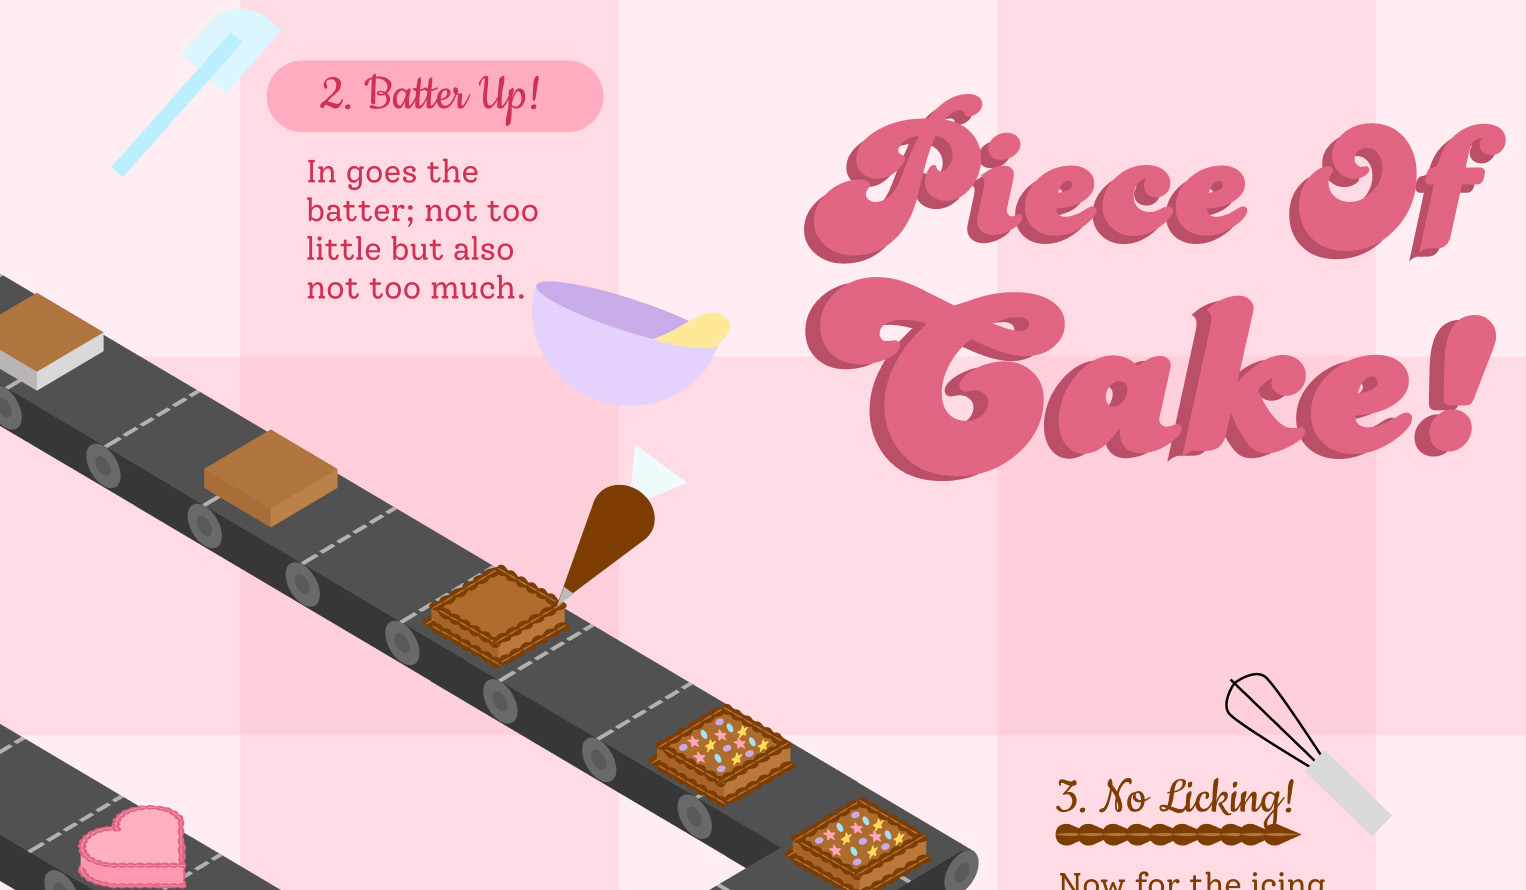 2. Batter Up!
In goes the
batter; not too
little but also
not too much.
Piece Of
Cake!
3. No Licking!
Now for the icing